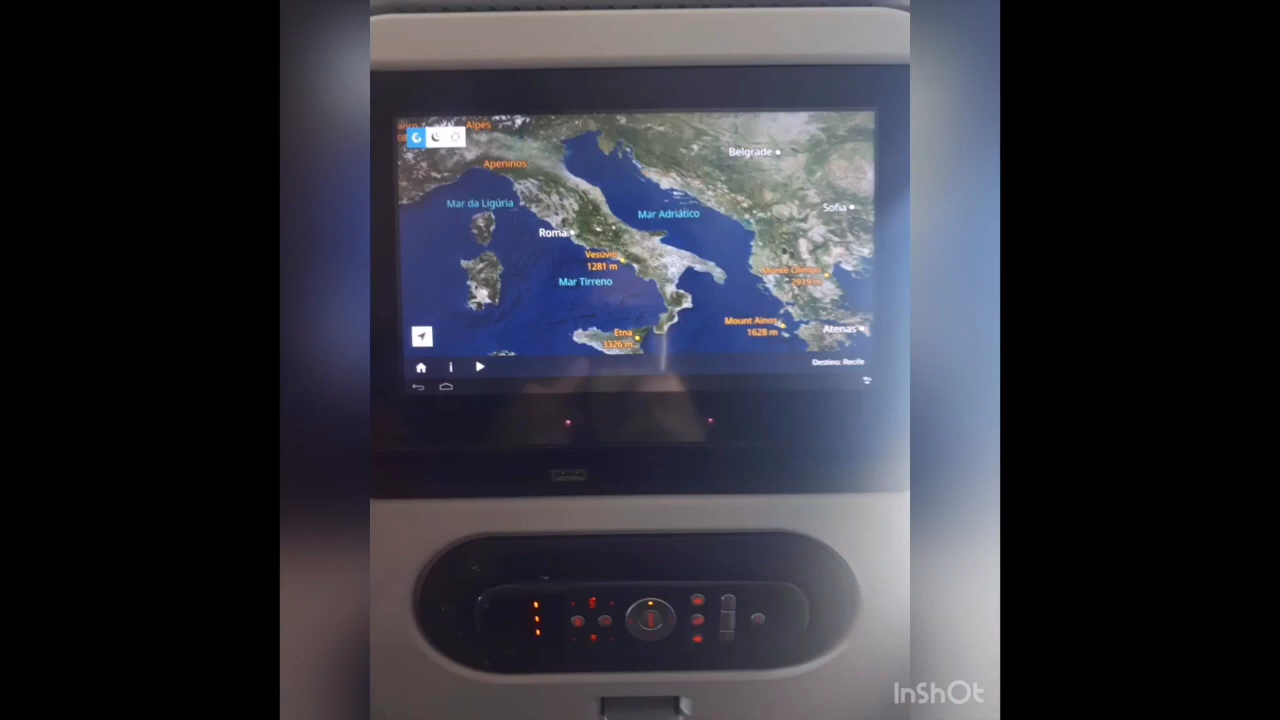 Alpes
Apeninos
Belgrade
Mar da Ligúria
Sofia
Mar Adriático
Roma
Vesúvio
1281 m
Monte Olimpo
2919 m
Mar Tirreno
Mount Ainos
1628 m
Atenas
Etna
3326 m
Destino: Recife
InShOt